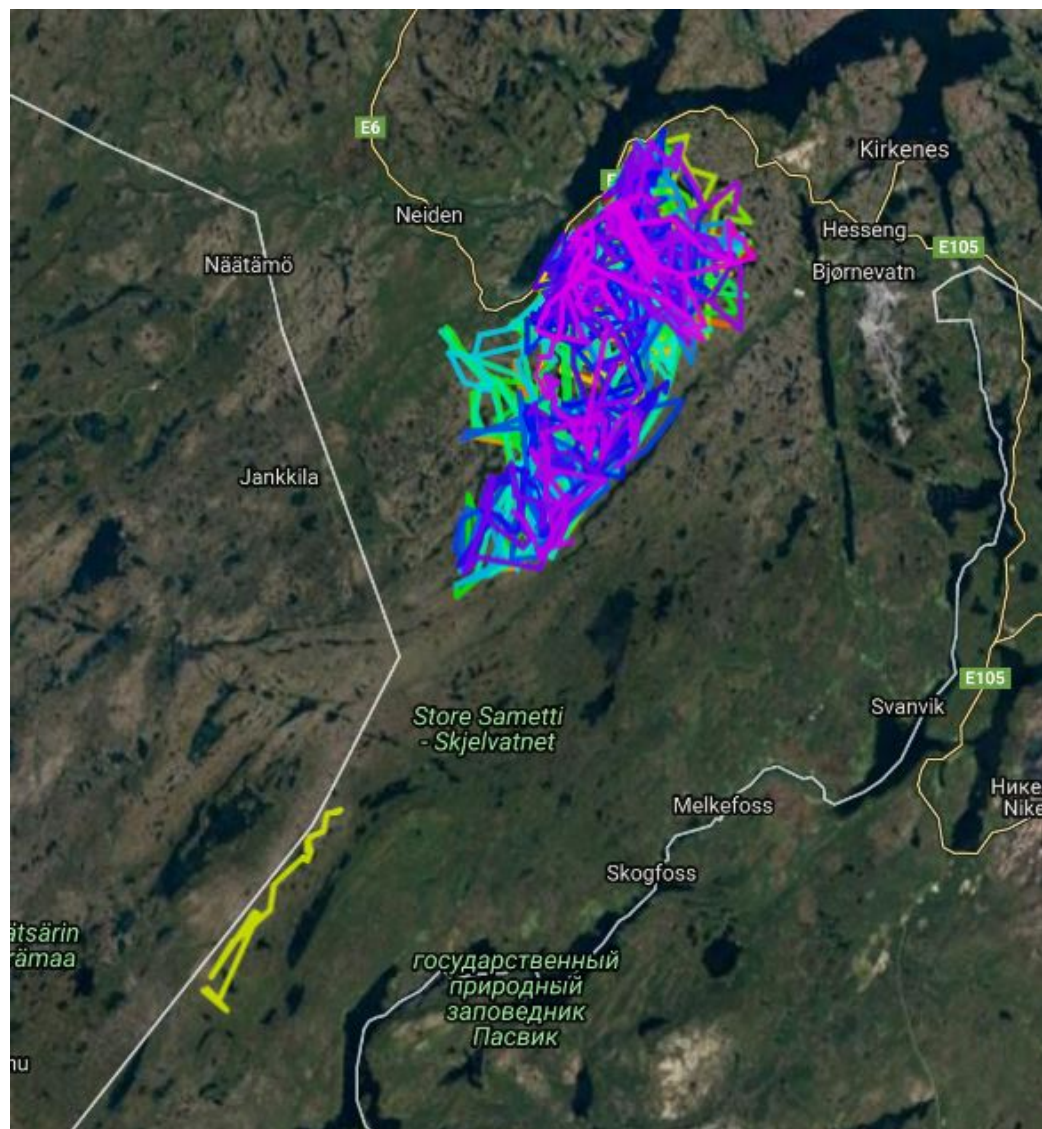 E6
Kirkenes
E
Neiden
Hesseng
E105
Näätämö
Bjørnevatn
Jankkila
E105
Store Sametti
- Skjelvatnet
Svanvik
Нике
Nike
Melkefoss
Skogfoss
ätsärin
rämaa
государственный
природный
заповедник
Пасвик